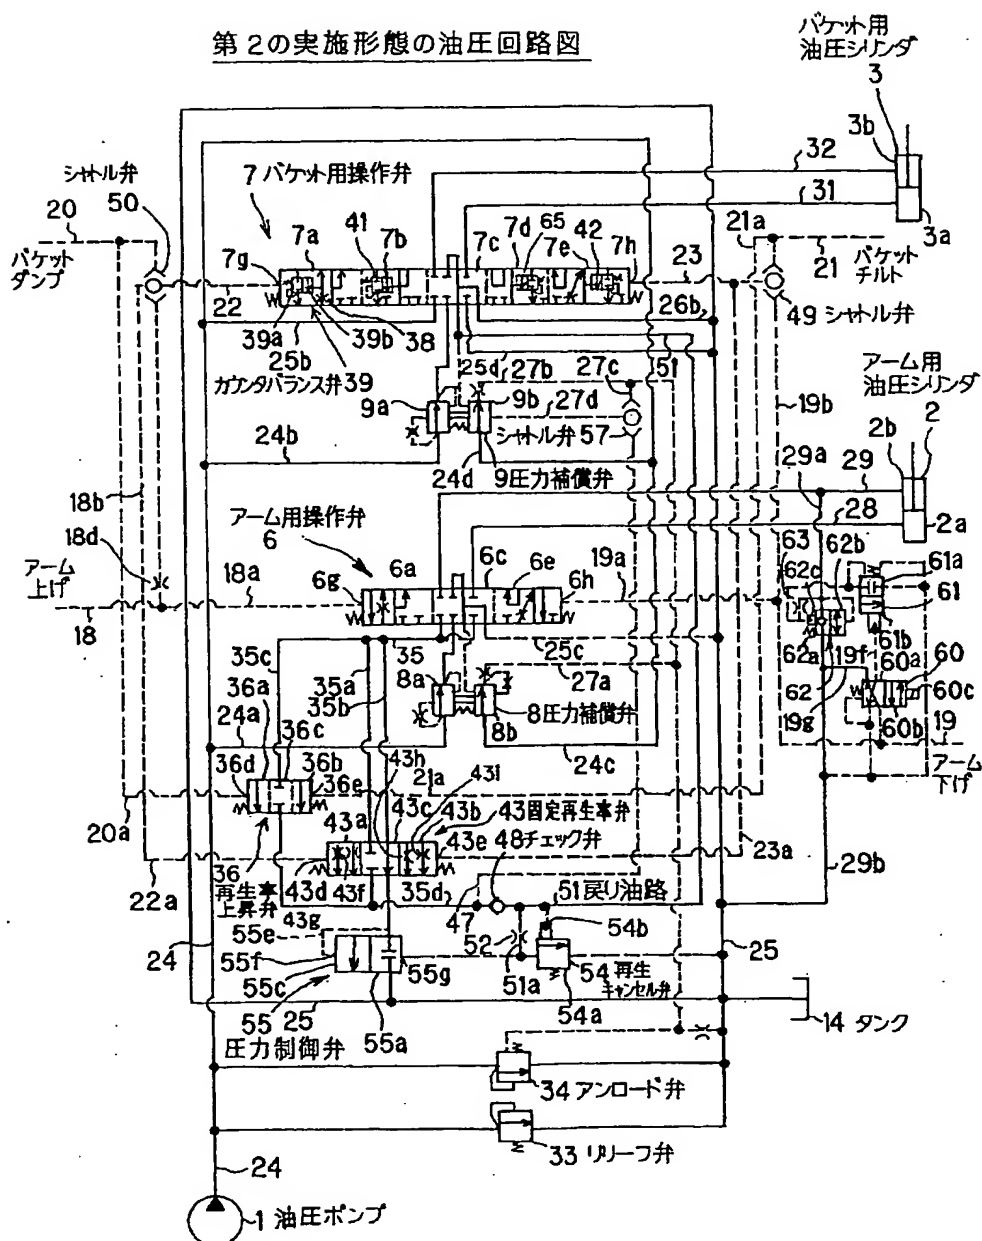 第2の実施形態の油圧回路図
バケット用
油圧シリンダ
3
3b
32
31
3a
シャトル弁
50
20
バケット
ダンプ
22
7 バケット用操作弁
7g
7a
41
7b
7c
7d
65
7e
42
7h
23
21a
21
バケット
チルト
49 シャトル弁
39a
39b
38
25b
カウンタバランス弁39
26b
51
25d
27b
27c
9a
9b
27d
シャトル弁57
24b
24d
9圧力補償弁
19b
アーム用
油圧シリンダ
2
2b
29a
29
28
2a
18b
18d
アーム
上げ
18
18a
アーム用操作弁
6
6g
6a
6c
6e
6h
19a
63
62b
62c
61a
61
61b
62a
19f
60a
60
62
60c
19g
60b
19
アーム
下げ
35
25c
35c
35a
35b
8a
27a
8圧力補償弁
8b
36a
24a
36c
24c
36d
36b
43h
36e
21a
43i
43a
43c
43b
43固定再生率弁
43e
48チェック弁
20a
36
再生率
上昇弁
43d
43f
35d
51戻り油路
23a
29b
22a
43g
47
52
54b
55e
55f
55c
55g
51a
54 再生
キャンセル弁
54a
24
25
55
25
圧力制御弁
55a
14 タンク
34 アンロード弁
33 リリーフ弁
24
1 油圧ポンプ